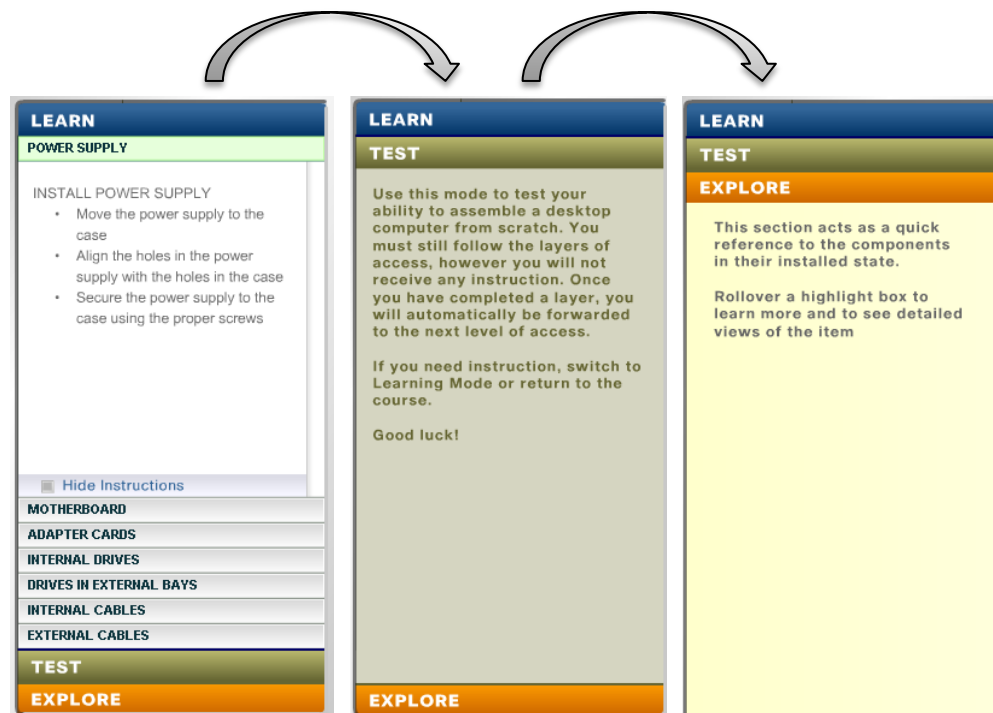 LEARN
POWER SUPPLY
INSTALL POWER SUPPLY
• Move the power supply to the
case
• Align the holes in the power
supply with the holes in the case
• Secure the power supply to the
case using the proper screws
Hide Instructions
MOTHERBOARD
ADAPTER CARDS
INTERNAL DRIVES
DRIVES IN EXTERNAL BAYS
INTERNAL CABLES
EXTERNAL CABLES
TEST
EXPLORE
LEARN
TEST
Use this mode to test your
ability to assemble a desktop
computer from scratch. You
must still follow the layers of
access, however you will not
receive any instruction. Once
you have completed a layer, you
will automatically be forwarded
to the next level of access.
If you need instruction, switch to
Learning Mode or return to the
course.
Good luck!
EXPLORE
LEARN
TEST
EXPLORE
This section acts as a quick
reference to the components
in their installed state.
Rollover a highlight box to
learn more and to see detailed
views of the item